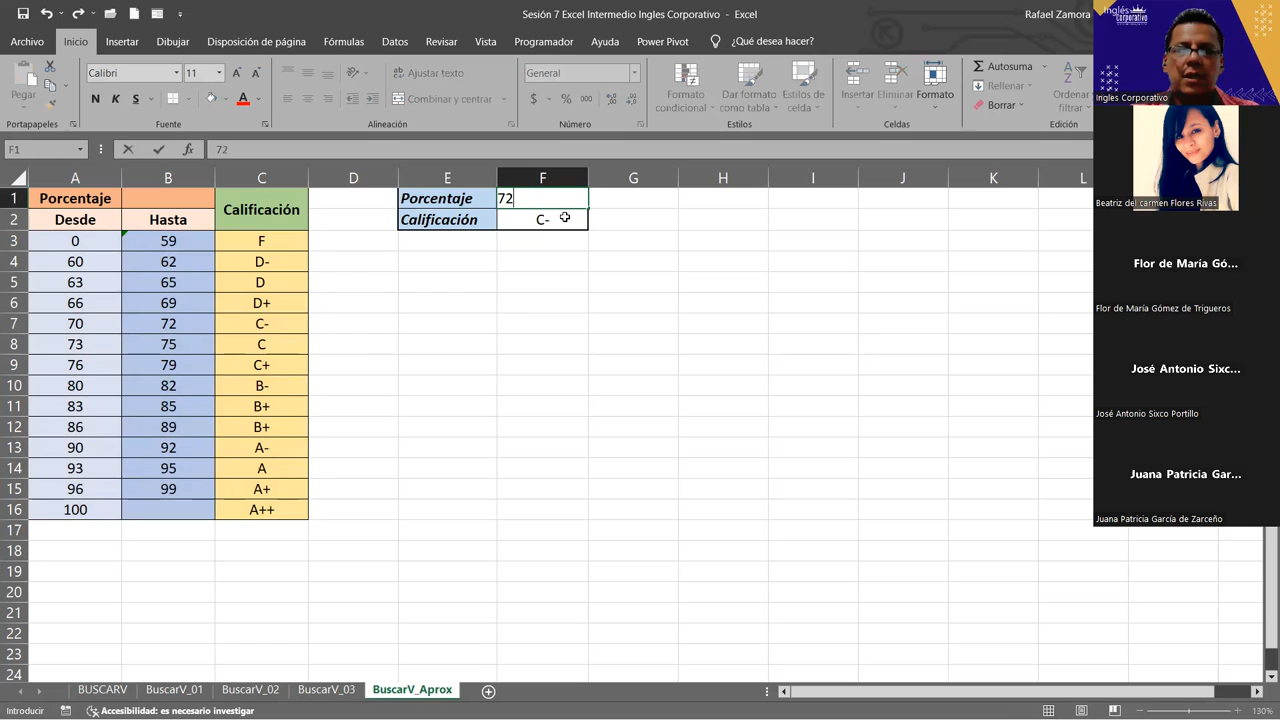 Sesión 7 Excel Intermedio Ingles Corporativo - Excel
Rafael Zamora
Archivo Inicio Insertar Dibujar Disposición de página Fórmulas Datos Revisar Vista Programador Ayuda Power Pivot ¿Qué desea hacer?
Pegar
Calibri 11
N K S
Ajustar texto
Combinar y centrar
General
$ % 000
Formato condicional
Dar formato como tabla
Estilos de celda
Insertar Eliminar Formato
Autosuma
Rellenar
Borrar
Ordenar
filtrar
Portapapeles Fuente Alineación Número Estilos Celdas Edición
F1 fx 72
A B C D E F G H I J K L
1 Porcentaje Calificación Porcentaje 72
2 Desde Hasta Calificación C-
3 0 59 F
4 60 62 D-
5 63 65 D
6 66 69 D+
7 70 72 C-
8 73 75 C
9 76 79 C+
10 80 82 B-
11 83 85 B+
12 86 89 B+
13 90 92 A-
14 93 95 A
15 96 99 A+
16 100 A++
17
18
19
20
21
22
23
24
BUSCARV BuscarV_01 BuscarV_02 BuscarV_03 BuscarV_Aprox
Introducir Accesibilidad: es necesario investigar 130%
Inglés
Corporativo
Ingles Corporativo
Beatriz del carmen Flores Rivas
Flor de María Gó...
Flor de María Gómez de Trigueros
José Antonio Sixc...
José Antonio Sixco Portillo
Juana Patricia Gar...
Juana Patricia García de Zarceño